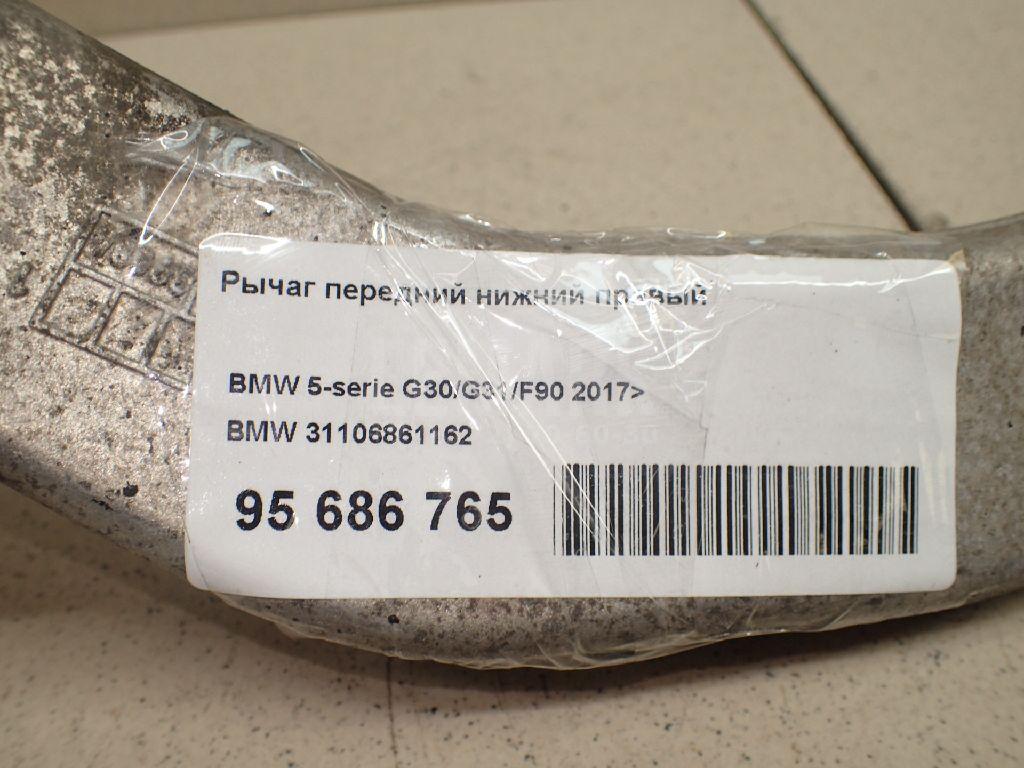 Рычаг передний нижний правый
BMW 5-serie G30/G31/F90 2017>
BMW 31106861162
95 686 765